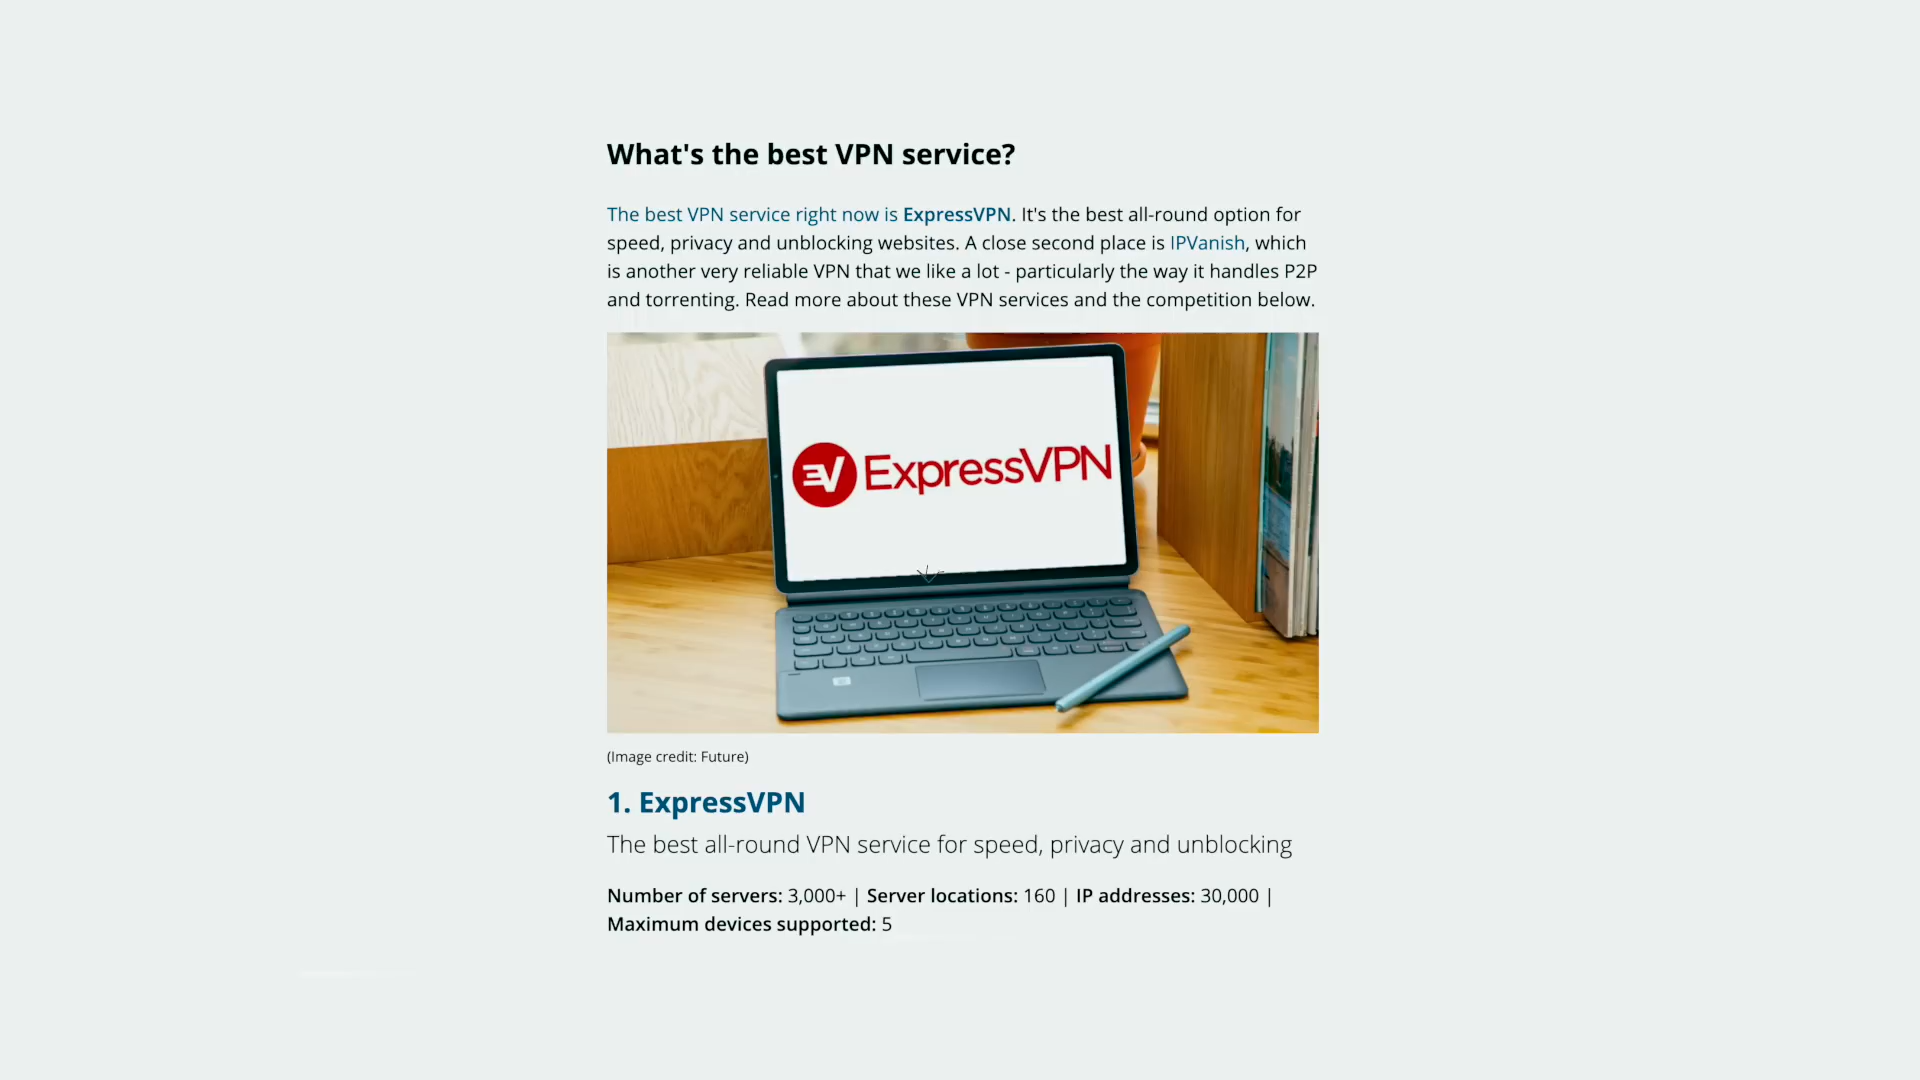 What's the best VPN service?
The best VPN service right now is ExpressVPN. It's the best all-round option for
speed, privacy and unblocking websites. A close second place is IPVanish, which
is another very reliable VPN that we like a lot - particularly the way it handles P2P
and torrenting. Read more about these VPN services and the competition below.
EV ExpressVPN
(Image credit: Future)
1. ExpressVPN
The best all-round VPN service for speed, privacy and unblocking
Number of servers: 3,000+ | Server locations: 160 | IP addresses: 30,000 |
Maximum devices supported: 5